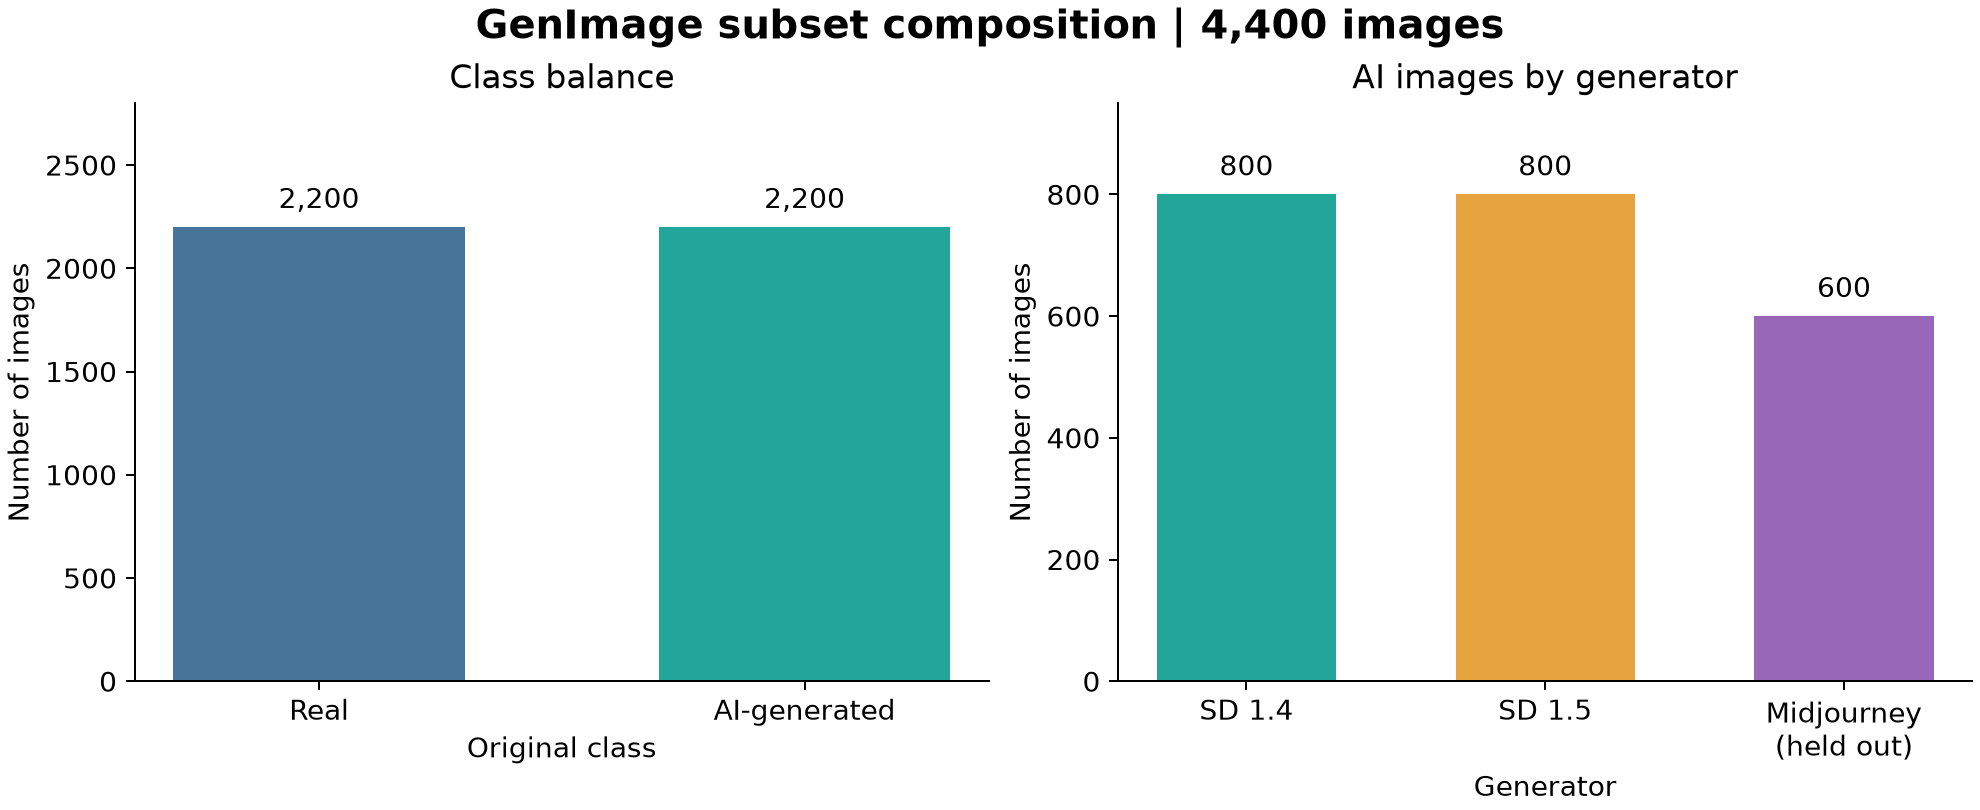 GenImage subset composition | 4,400 images
Class balance
Number of images
2500
2000
1500
1000
500
0
2,200
2,200
Real
AI-generated
Original class
AI images by generator
Number of images
800
600
400
200
0
800
800
600
SD 1.4
SD 1.5
Midjourney
(held out)
Generator